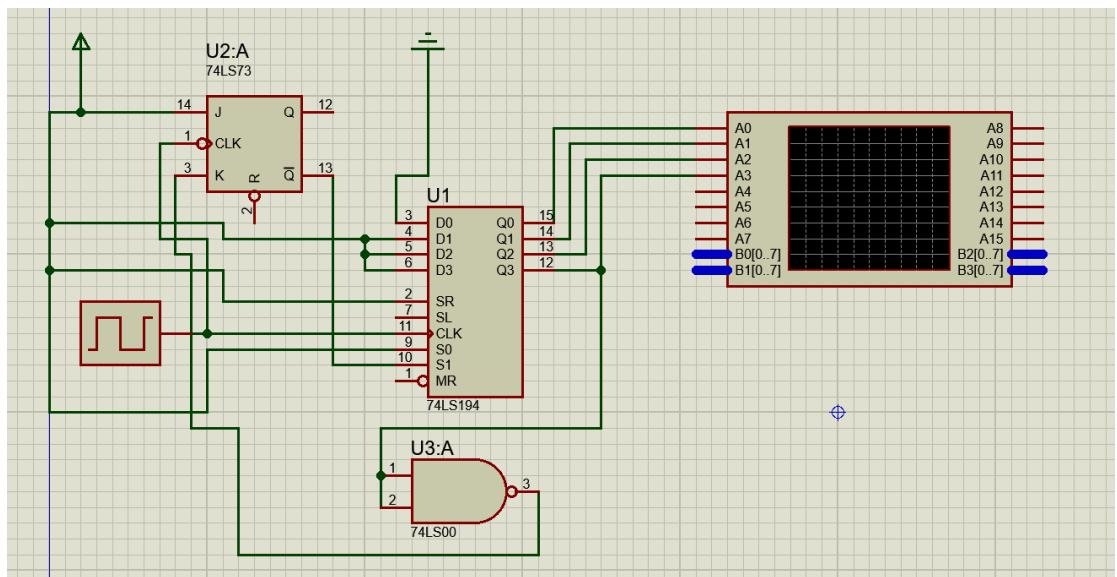 U2:A
74LS73
14 J Q 12
1 CLK
3 K Q 13
R
2
U1
3 D0 Q0 15
4 D1 Q1 14
5 D2 Q2 13
6 D3 Q3 12
2 SR
7 SL
11 CLK
9 S0
10 S1
1 MR
74LS194
A0 A8
A1 A9
A2 A10
A3 A11
A4 A12
A5 A13
A6 A14
A7 A15
B0[0..7] B2[0..7]
B1[0..7] B3[0..7]
U3:A
1
3
2
74LS00